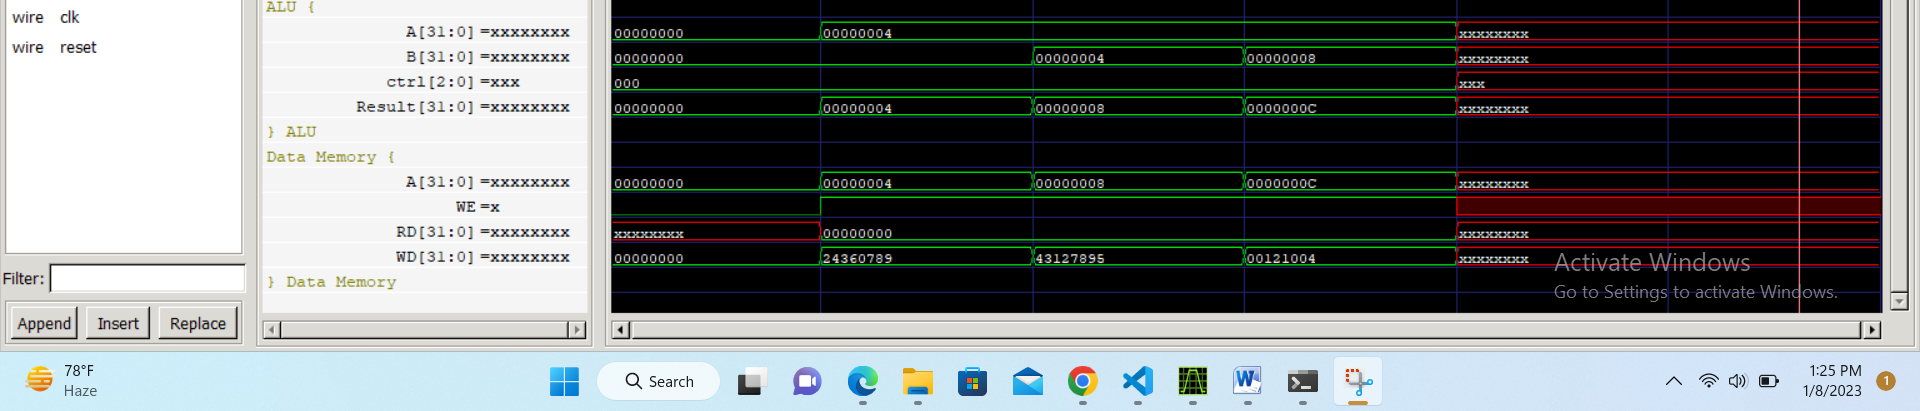 wire clk
wire reset
Filter:
Append Insert Replace
ALU {
A[31:0] =xxxxxxxx
B[31:0] =xxxxxxxx
ctrl[2:0] =xxx
Result[31:0] =xxxxxxxx
} ALU
Data Memory {
A[31:0] =xxxxxxxx
WE =x
RD[31:0] =xxxxxxxx
WD[31:0] =xxxxxxxx
} Data Memory
00000000 00000004 xxxxxxxx
00000000 00000004 00000008 xxxxxxxx
000 xxx
00000000 00000004 00000008 0000000C xxxxxxxx
00000000 00000004 00000008 0000000C xxxxxxxx
xxxxxxxx 00000000 xxxxxxxx
00000000 24360789 43127895 00121004 xxxxxxxx
Activate Windows
Go to Settings to activate Windows.
78°F
Haze
Search
1:25 PM
1/8/2023
1